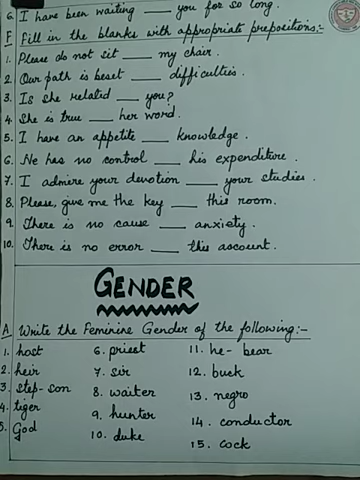 6. I have been waiting ___ you for so long.
F Fill in the blanks with appropriate prepositions:-
1. Please do not sit ___ my chair.
2. Our path is beset ___ difficulties.
3. Is she related ___ you?
4. She is true ___ her word.
5. I have an appetite ___ knowledge.
6. He has no control ___ his expenditure.
7. I admire your devotion ___ your studies.
8. Please, give me the key ___ this room.
9. There is no cause ___ anxiety.
10. There is no error ___ this account.
GENDER
A Write the Feminine Gender of the following:-
1. host 6. priest 11. he-bear
2. heir 7. sir 12. buck
3. step-son 8. waiter 13. negro
4. tiger 9. hunter 14. conductor
5. God 10. duke 15. cock